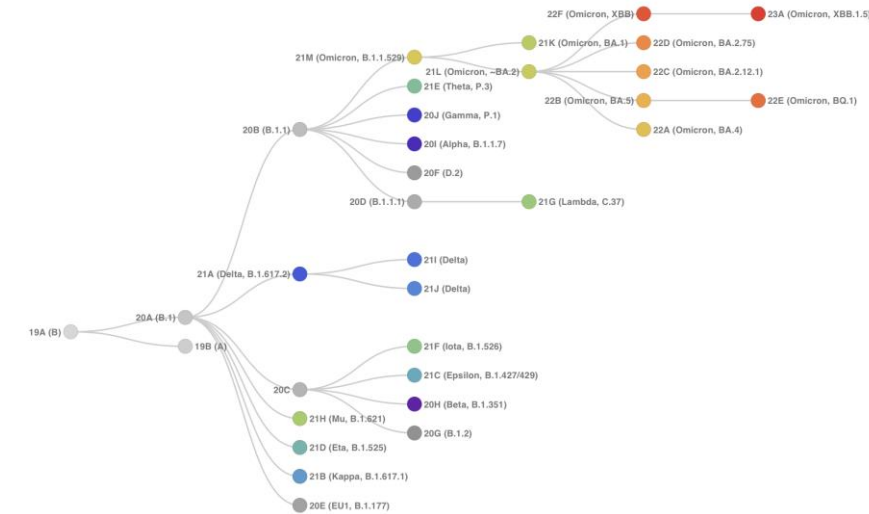 22F (Omicron, XBB)
23A (Omicron, XBB.1.5)
21K (Omicron, BA.1)
22D (Omicron, BA.2.75)
21M (Omicron, B.1.1.529)
21L (Omicron, ~BA.2)
22C (Omicron, BA.2.12.1)
21E (Theta, P.3)
22B (Omicron, BA.5)
22E (Omicron, BQ.1)
20J (Gamma, P.1)
20B (B.1.1)
22A (Omicron, BA.4)
20I (Alpha, B.1.1.7)
20F (D.2)
20D (B.1.1.1)
21G (Lambda, C.37)
21I (Delta)
21A (Delta, B.1.617.2)
21J (Delta)
20A (B.1)
19A (B)
19B (A)
21F (Iota, B.1.526)
21C (Epsilon, B.1.427/429)
20C
20H (Beta, B.1.351)
21H (Mu, B.1.621)
20G (B.1.2)
21D (Eta, B.1.525)
21B (Kappa, B.1.617.1)
20E (EU1, B.1.177)